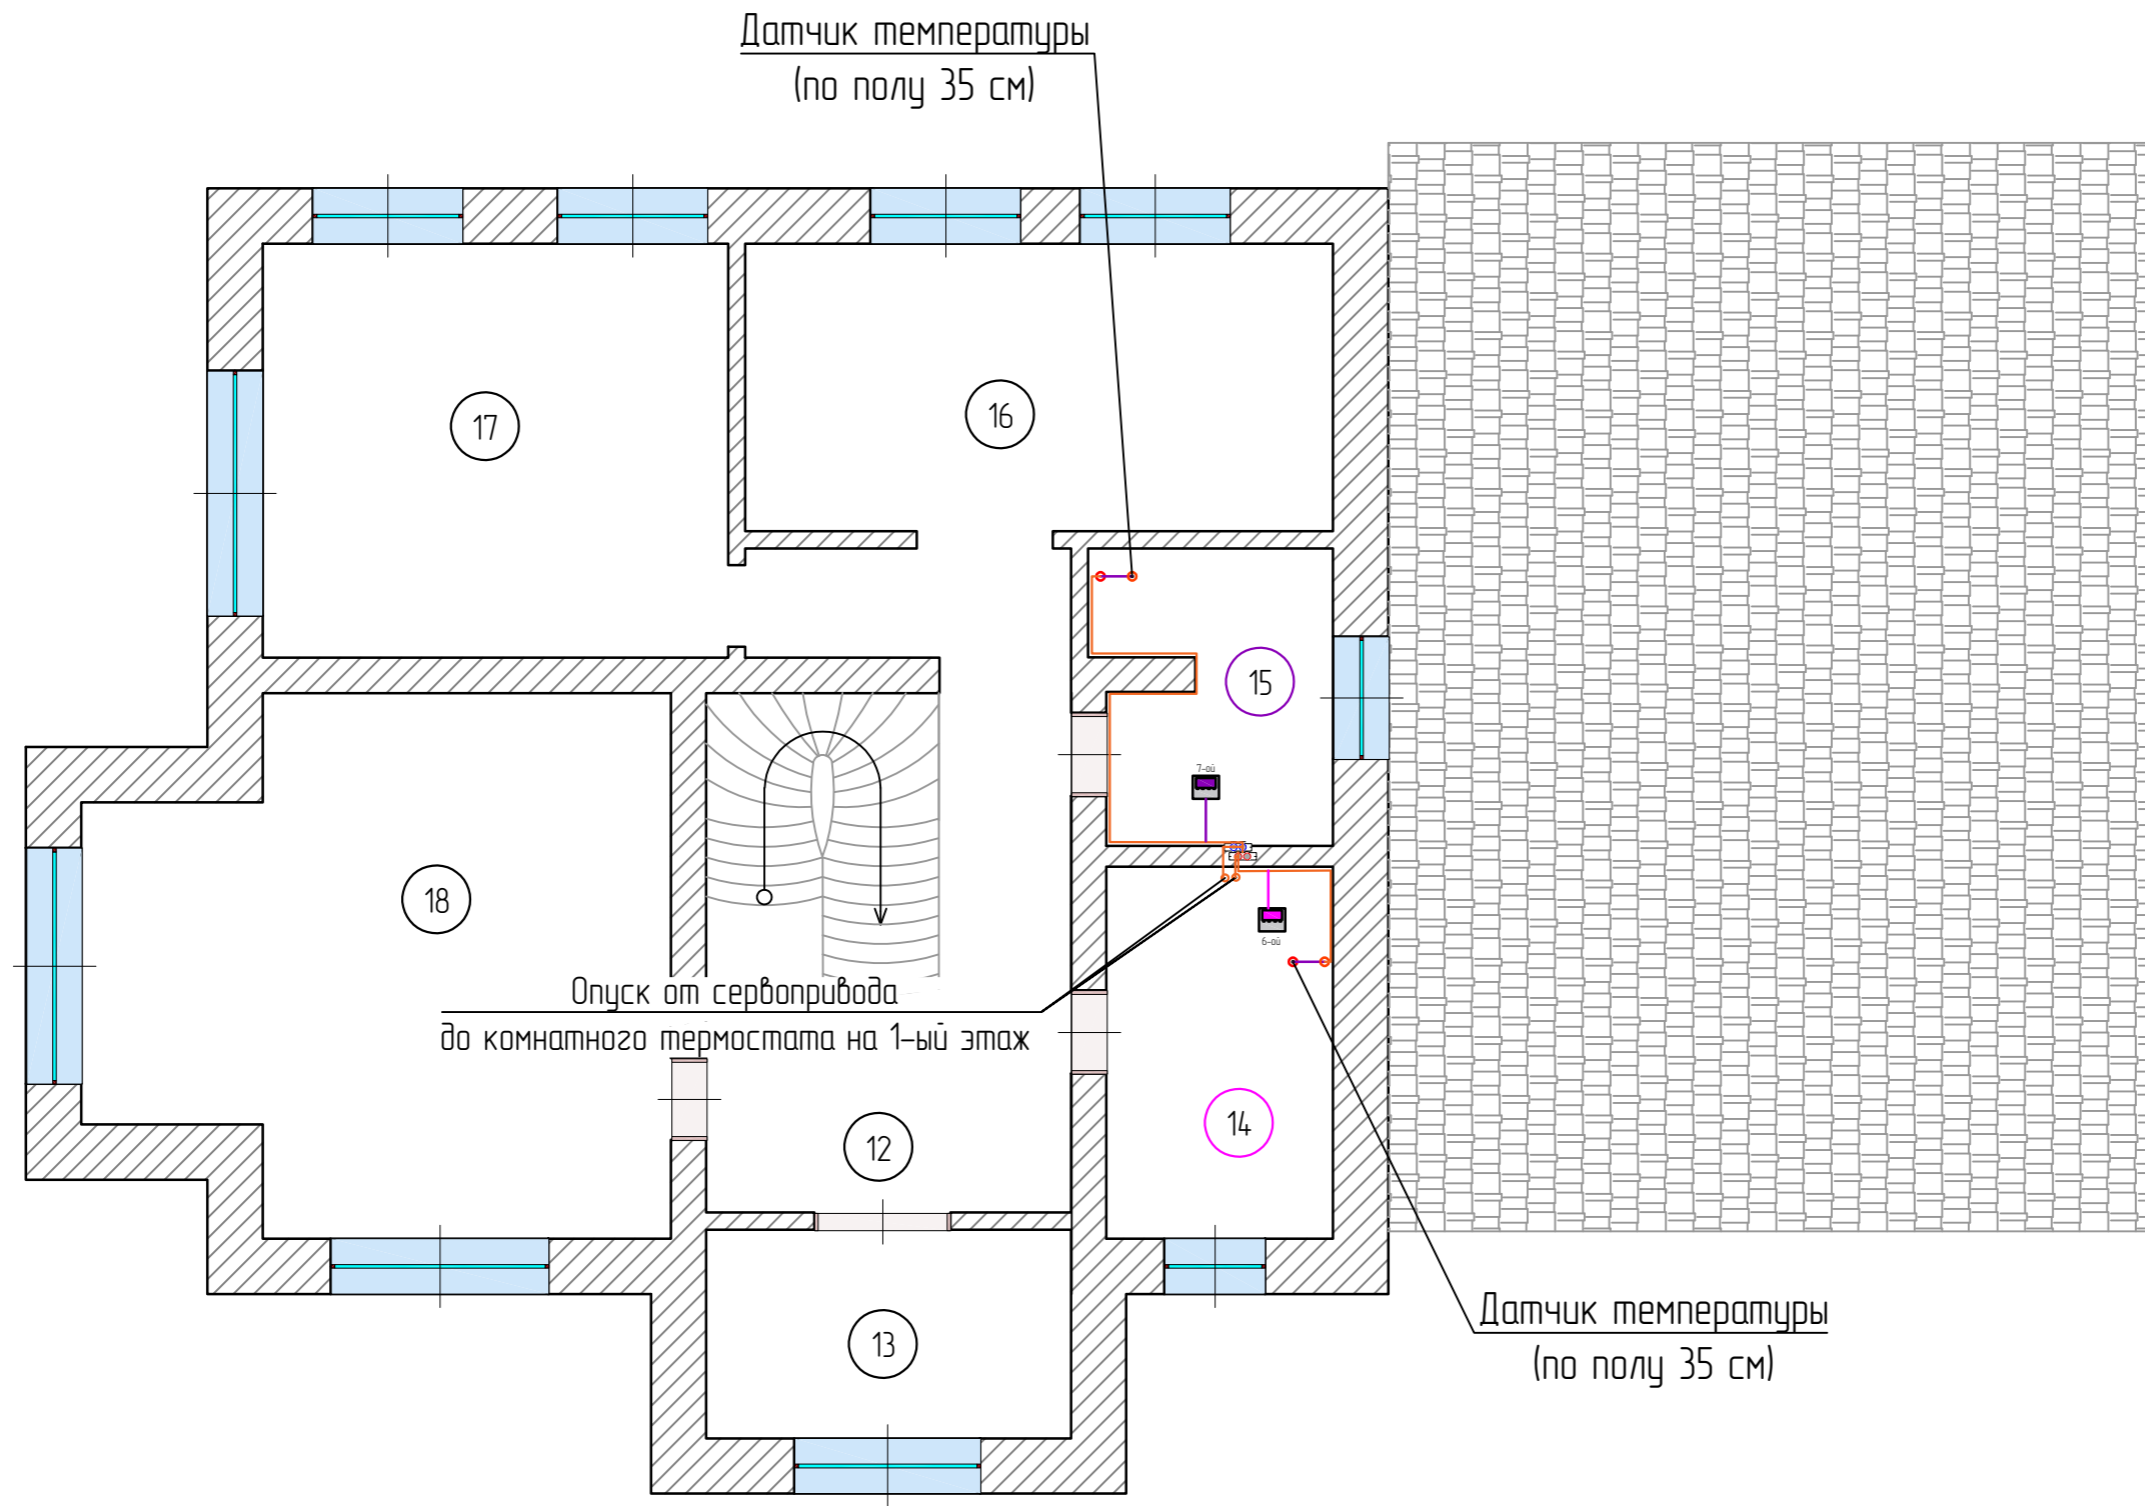 Датчик температуры
(по полу 35 см)
17
16
15
7-ой
18
6-ой
Опуск от сервопривода
до комнатного термостата на 1-ый этаж
14
12
13
Датчик температуры
(по полу 35 см)